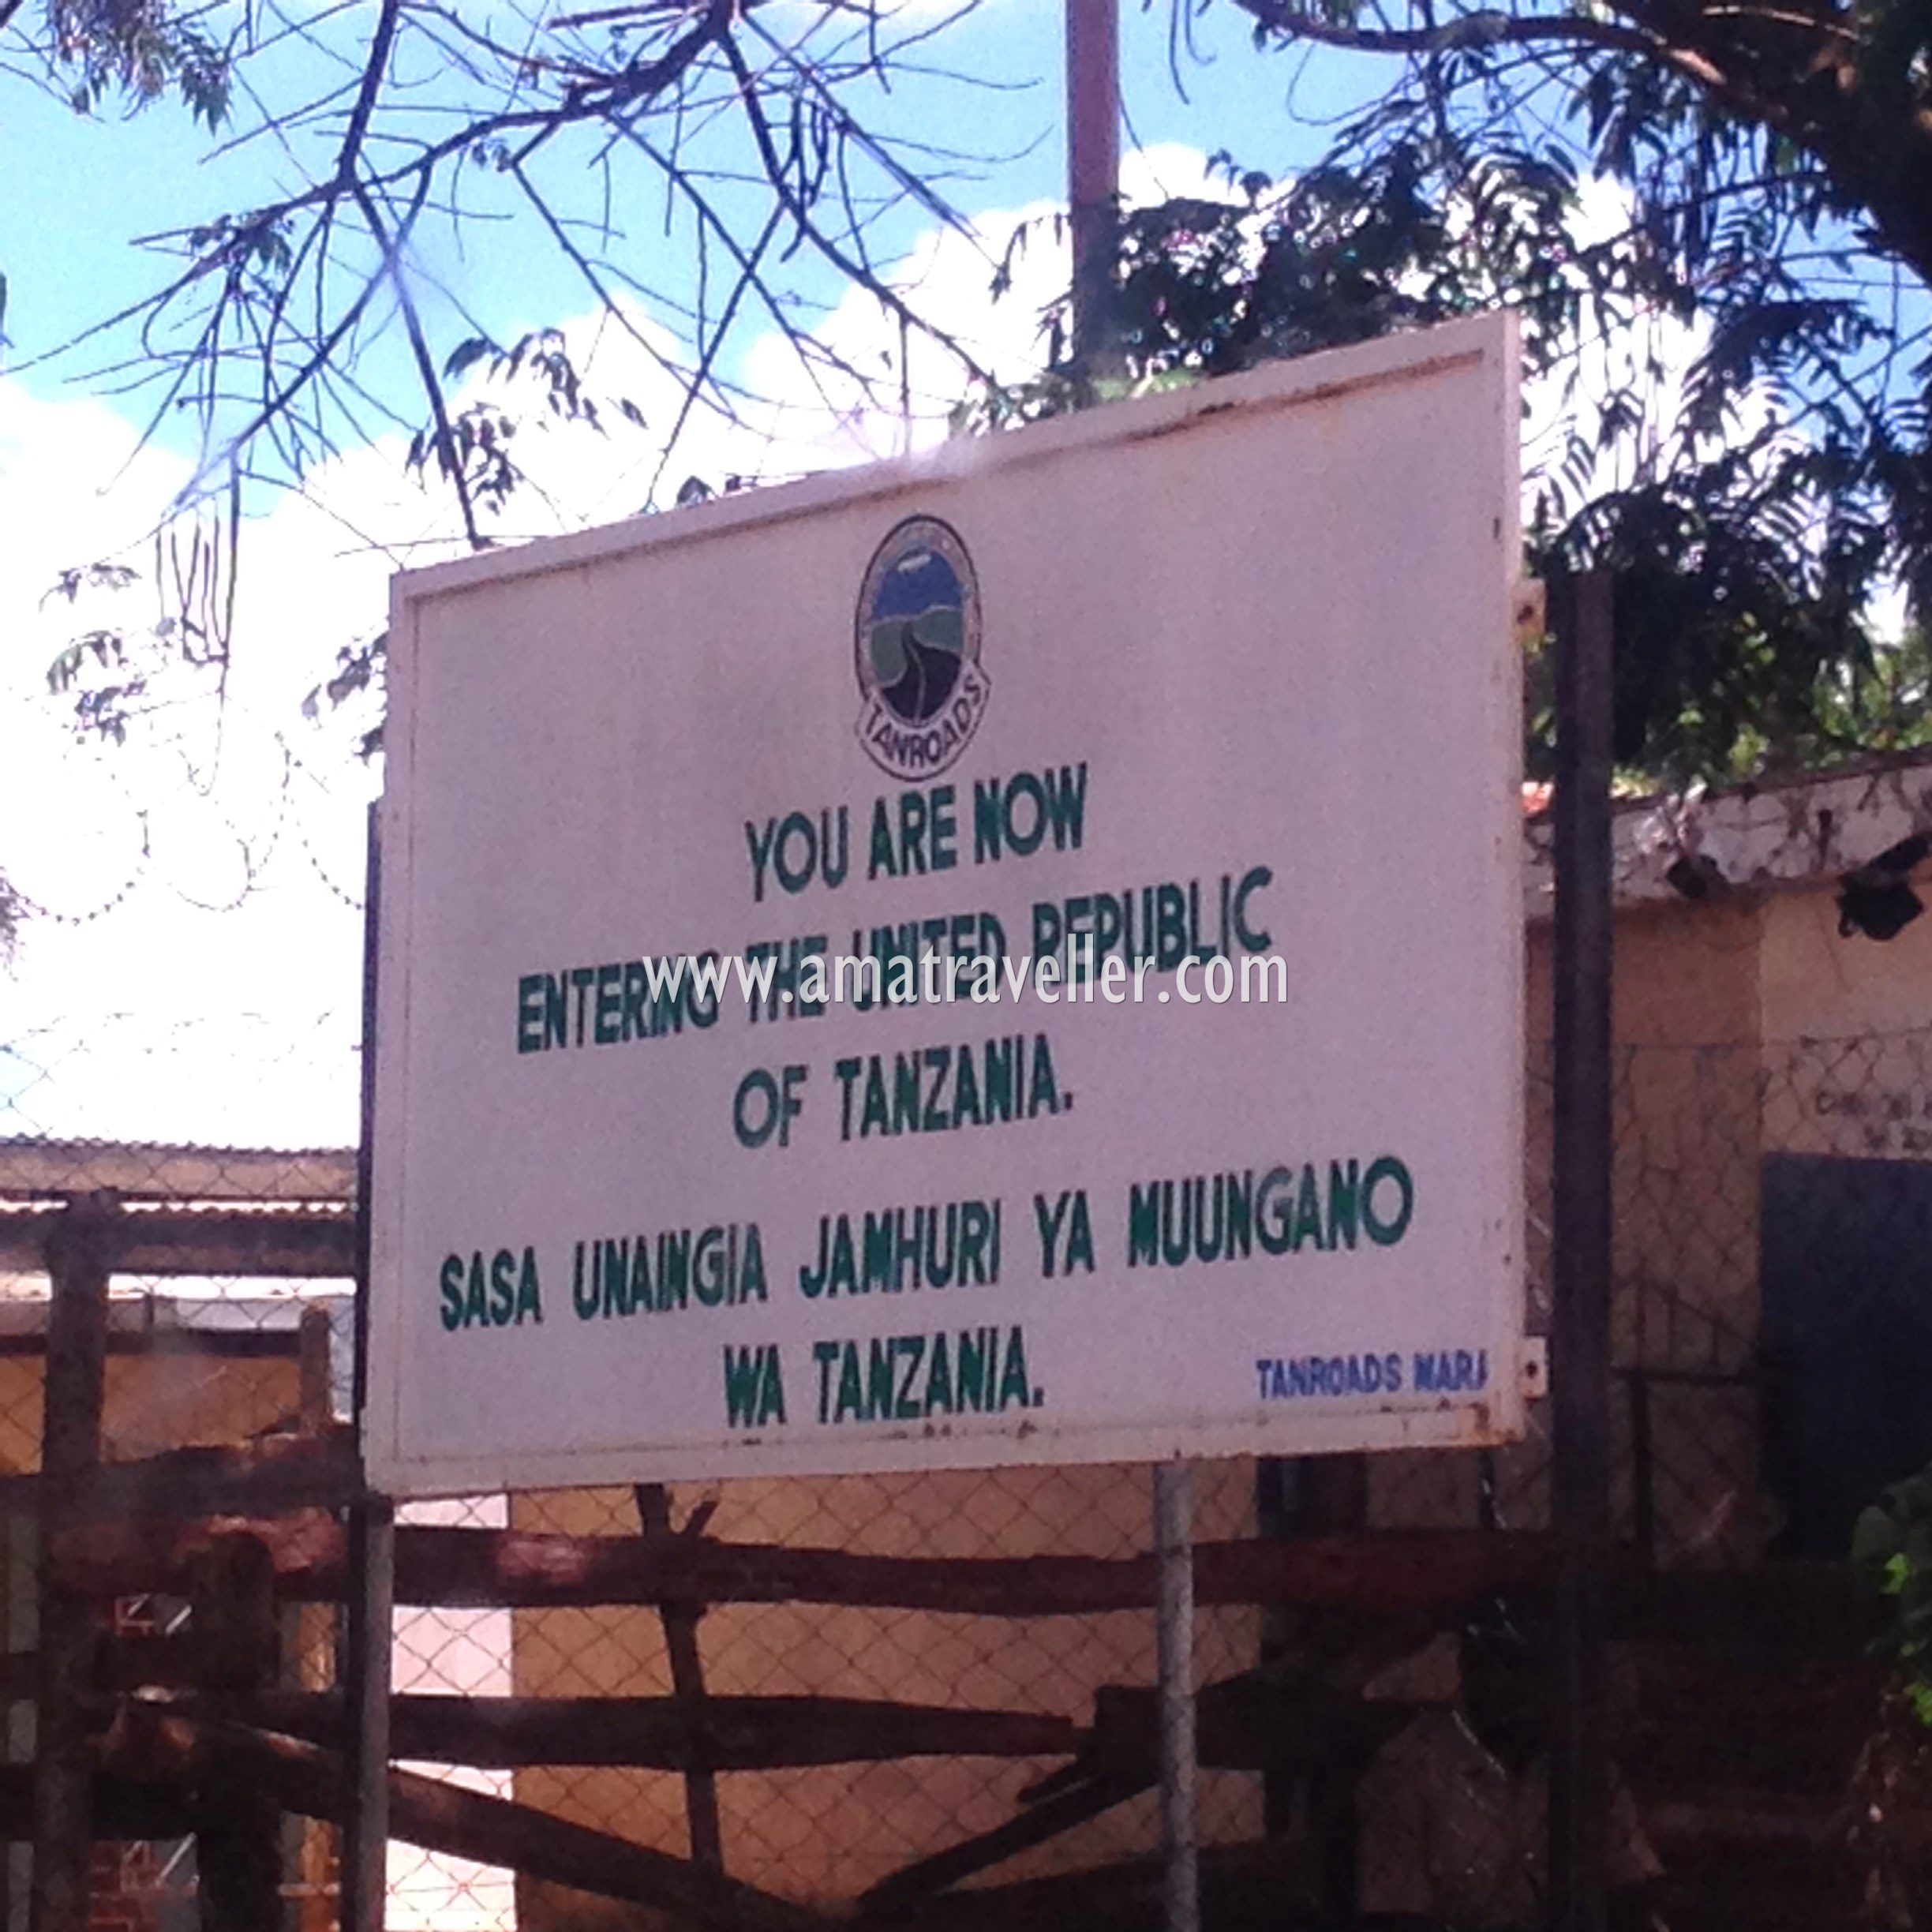 TANROADS
YOU ARE NOW
ENTERING THE UNITED REPUBLIC
www.amatraveller.com
OF TANZANIA.
SASA UNAINGIA JAMHURI YA MUUNGANO
WA TANZANIA.
TANROADS MARA